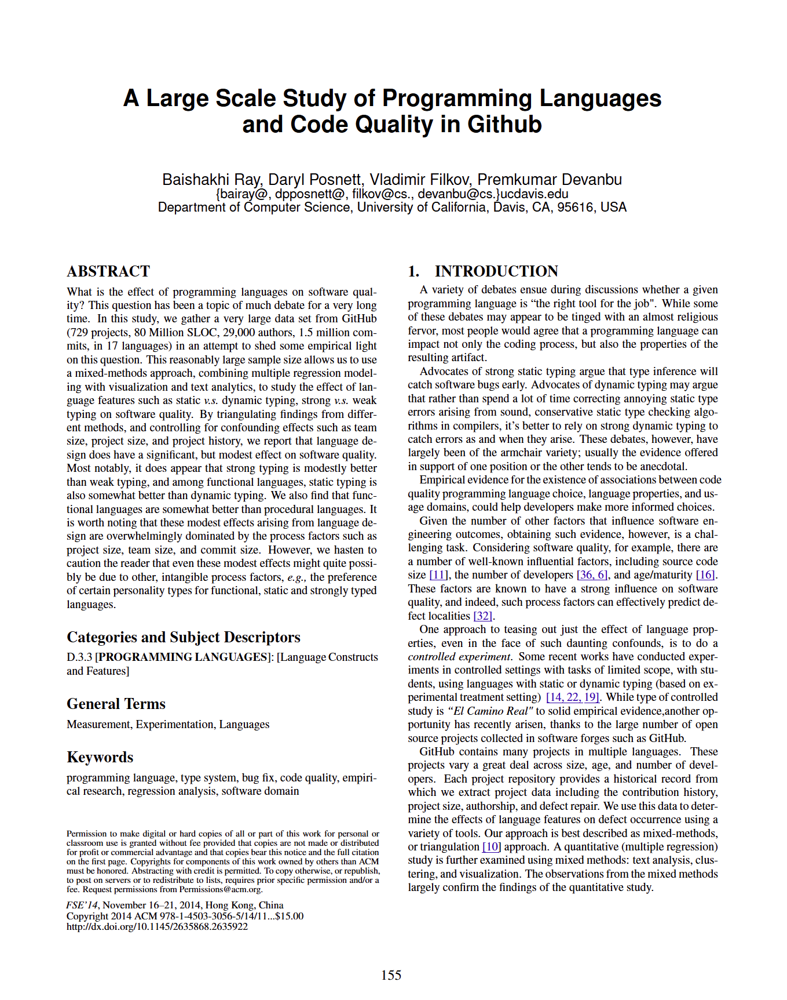 A Large Scale Study of Programming Languages
and Code Quality in Github
Baishakhi Ray, Daryl Posnett, Vladimir Filkov, Premkumar Devanbu
{bairay@, dpposnett@, filkov@cs., devanbu@cs.}ucdavis.edu
Department of Computer Science, University of California, Davis, CA, 95616, USA
ABSTRACT
What is the effect of programming languages on software qual-
ity? This question has been a topic of much debate for a very long
time. In this study, we gather a very large data set from GitHub
(729 projects, 80 Million SLOC, 29,000 authors, 1.5 million com-
mits, in 17 languages) in an attempt to shed some empirical light
on this question. This reasonably large sample size allows us to use
a mixed-methods approach, combining multiple regression model-
ing with visualization and text analytics, to study the effect of lan-
guage features such as static v.s. dynamic typing, strong v.s. weak
typing on software quality. By triangulating findings from differ-
ent methods, and controlling for confounding effects such as team
size, project size, and project history, we report that language de-
sign does have a significant, but modest effect on software quality.
Most notably, it does appear that strong typing is modestly better
than weak typing, and among functional languages, static typing is
also somewhat better than dynamic typing. We also find that func-
tional languages are somewhat better than procedural languages. It
is worth noting that these modest effects arising from language de-
sign are overwhelmingly dominated by the process factors such as
project size, team size, and commit size. However, we hasten to
caution the reader that even these modest effects might quite possi-
bly be due to other, intangible process factors, e.g., the preference
of certain personality types for functional, static and strongly typed
languages.
Categories and Subject Descriptors
D.3.3 [PROGRAMMING LANGUAGES]: [Language Constructs
and Features]
General Terms
Measurement, Experimentation, Languages
Keywords
programming language, type system, bug fix, code quality, empiri-
cal research, regression analysis, software domain
Permission to make digital or hard copies of all or part of this work for personal or
classroom use is granted without fee provided that copies are not made or distributed
for profit or commercial advantage and that copies bear this notice and the full citation
on the first page. Copyrights for components of this work owned by others than ACM
must be honored. Abstracting with credit is permitted. To copy otherwise, or republish,
to post on servers or to redistribute to lists, requires prior specific permission and/or a
fee. Request permissions from Permissions@acm.org.
FSE'14, November 16–21, 2014, Hong Kong, China
Copyright 2014 ACM 978-1-4503-3056-5/14/11...$15.00
http://dx.doi.org/10.1145/2635868.2635922
1. INTRODUCTION
A variety of debates ensue during discussions whether a given
programming language is “the right tool for the job". While some
of these debates may appear to be tinged with an almost religious
fervor, most people would agree that a programming language can
impact not only the coding process, but also the properties of the
resulting artifact.
Advocates of strong static typing argue that type inference will
catch software bugs early. Advocates of dynamic typing may argue
that rather than spend a lot of time correcting annoying static type
errors arising from sound, conservative static type checking algo-
rithms in compilers, it's better to rely on strong dynamic typing to
catch errors as and when they arise. These debates, however, have
largely been of the armchair variety; usually the evidence offered
in support of one position or the other tends to be anecdotal.
Empirical evidence for the existence of associations between code
quality programming language choice, language properties, and us-
age domains, could help developers make more informed choices.
Given the number of other factors that influence software en-
gineering outcomes, obtaining such evidence, however, is a chal-
lenging task. Considering software quality, for example, there are
a number of well-known influential factors, including source code
size [11], the number of developers [36, 6], and age/maturity [16].
These factors are known to have a strong influence on software
quality, and indeed, such process factors can effectively predict de-
fect localities [32].
One approach to teasing out just the effect of language prop-
erties, even in the face of such daunting confounds, is to do a
controlled experiment. Some recent works have conducted exper-
iments in controlled settings with tasks of limited scope, with stu-
dents, using languages with static or dynamic typing (based on ex-
perimental treatment setting) [14, 22, 19]. While type of controlled
study is “El Camino Real" to solid empirical evidence,another op-
portunity has recently arisen, thanks to the large number of open
source projects collected in software forges such as GitHub.
GitHub contains many projects in multiple languages. These
projects vary a great deal across size, age, and number of devel-
opers. Each project repository provides a historical record from
which we extract project data including the contribution history,
project size, authorship, and defect repair. We use this data to deter-
mine the effects of language features on defect occurrence using a
variety of tools. Our approach is best described as mixed-methods,
or triangulation [10] approach. A quantitative (multiple regression)
study is further examined using mixed methods: text analysis, clus-
tering, and visualization. The observations from the mixed methods
largely confirm the findings of the quantitative study.
155